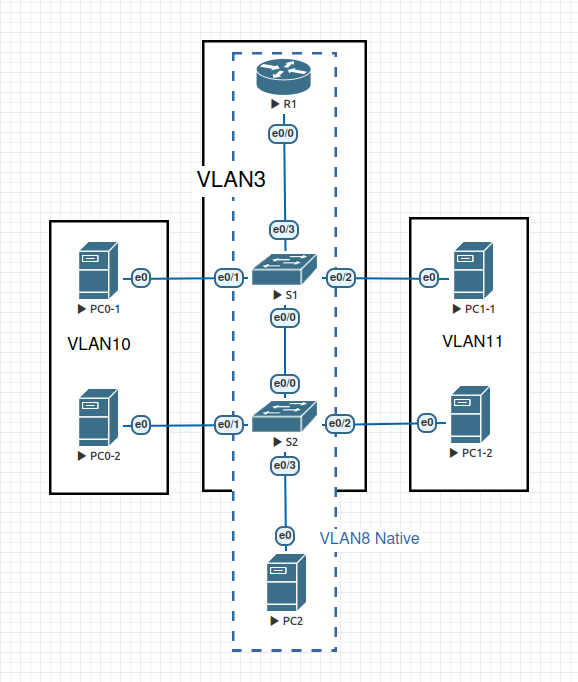 R1
e0/0
VLAN3
e0/3
e0
e0/1
e0/2
e0
PC0-1
S1
PC1-1
e0/0
VLAN10
VLAN11
e0/0
e0
e0/1
e0/2
e0
PC0-2
S2
PC1-2
e0/3
e0
VLAN8 Native
PC2